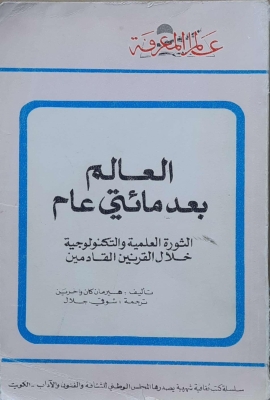 عالم المعرفة
العالم
بعد مائتي عام
الثورة العلمية والتكنولوجية
خلال القرنين القادمين
تأليف: هيرمان كان وآخرين
ترجمة: شوقي جلال
سلسلة كتب ثقافية شهرية يصدرها المجلس الوطني للثقافة والفنون والآداب - الكويت